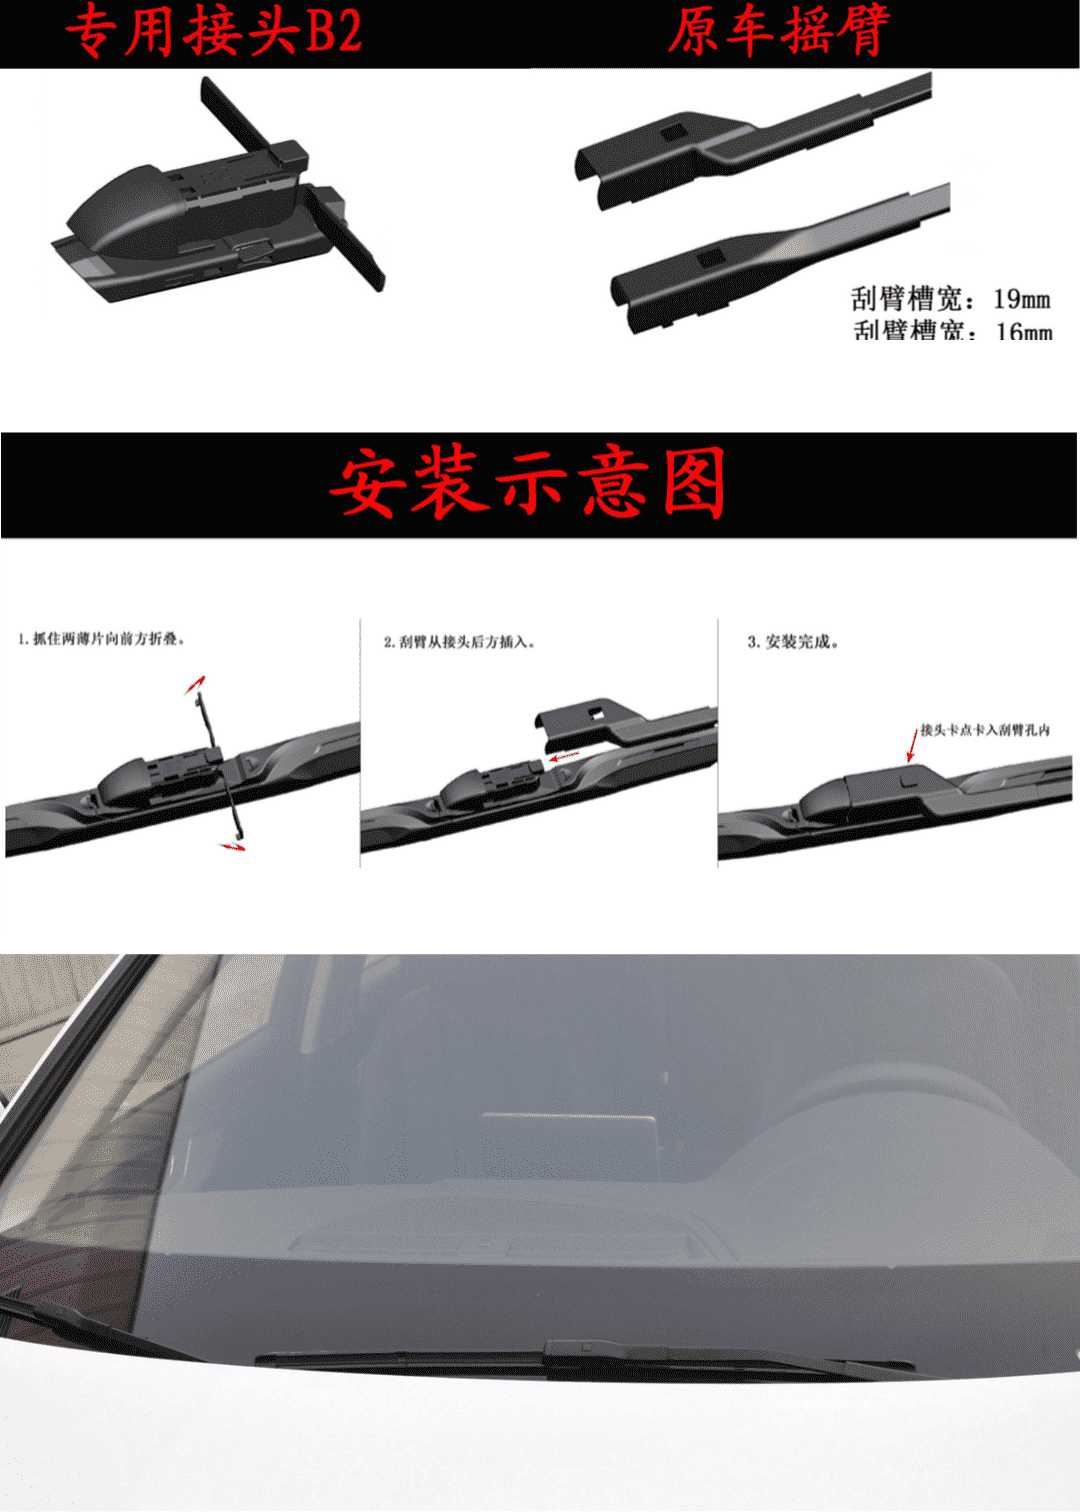 专用接头B2
原车摇臂
刮臂槽宽：19mm
刮臂槽宽：16mm
安装示意图
1.抓住两薄片向前方折叠。
2.刮臂从接头后方插入。
3.安装完成。
接头卡点卡入刮臂孔内